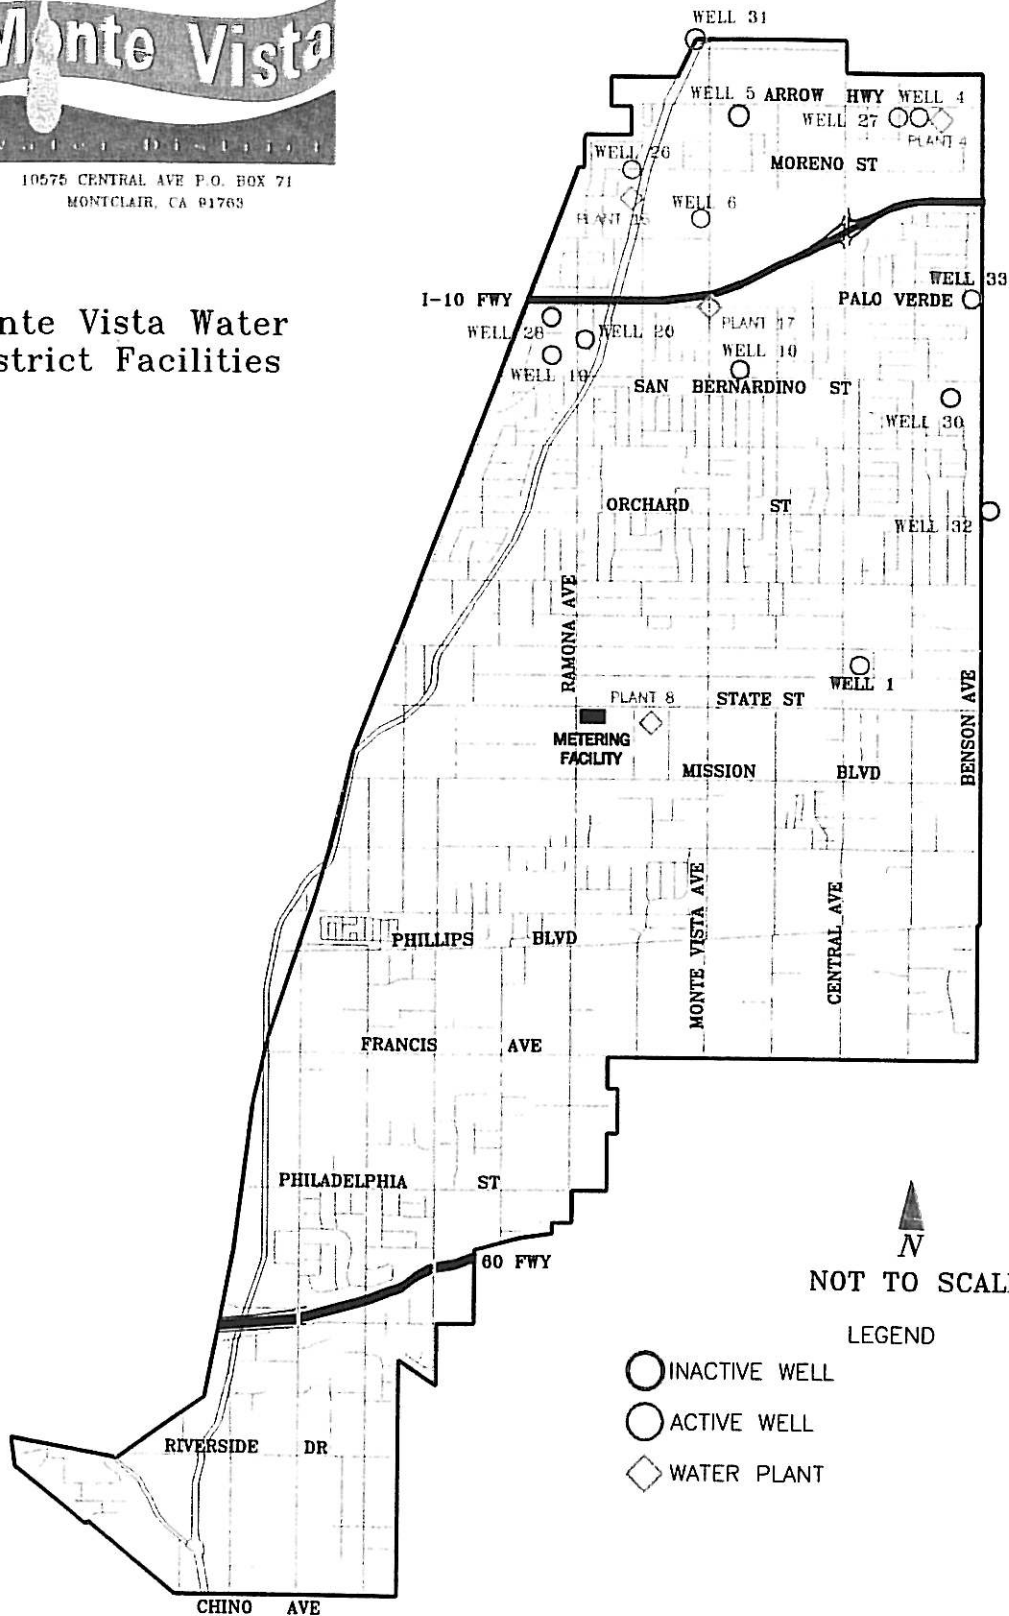 Monte Vista
Water District
10575 CENTRAL AVE P.O. BOX 71
MONTCLAIR, CA 91763
nte Vista Water
strict Facilities
WELL 31
WELL 5
ARROW HWY
WELL 4
WELL 27
PLANT 4
MORENO ST
WELL 26
WELL 6
I-10 FWY
WELL 33
PALO VERDE
PLANT 17
WELL 28
WELL 20
WELL 10
WELL 19
SAN BERNARDINO ST
WELL 30
ORCHARD ST
WELL 32
RAMONA AVE
WELL 1
PLANT 8
STATE ST
BENSON AVE
METERING
FACILITY
MISSION BLVD
MONTE VISTA AVE
CENTRAL AVE
PHILLIPS BLVD
FRANCIS AVE
PHILADELPHIA ST
60 FWY
N
NOT TO SCAL
LEGEND
INACTIVE WELL
ACTIVE WELL
WATER PLANT
RIVERSIDE DR
CHINO AVE